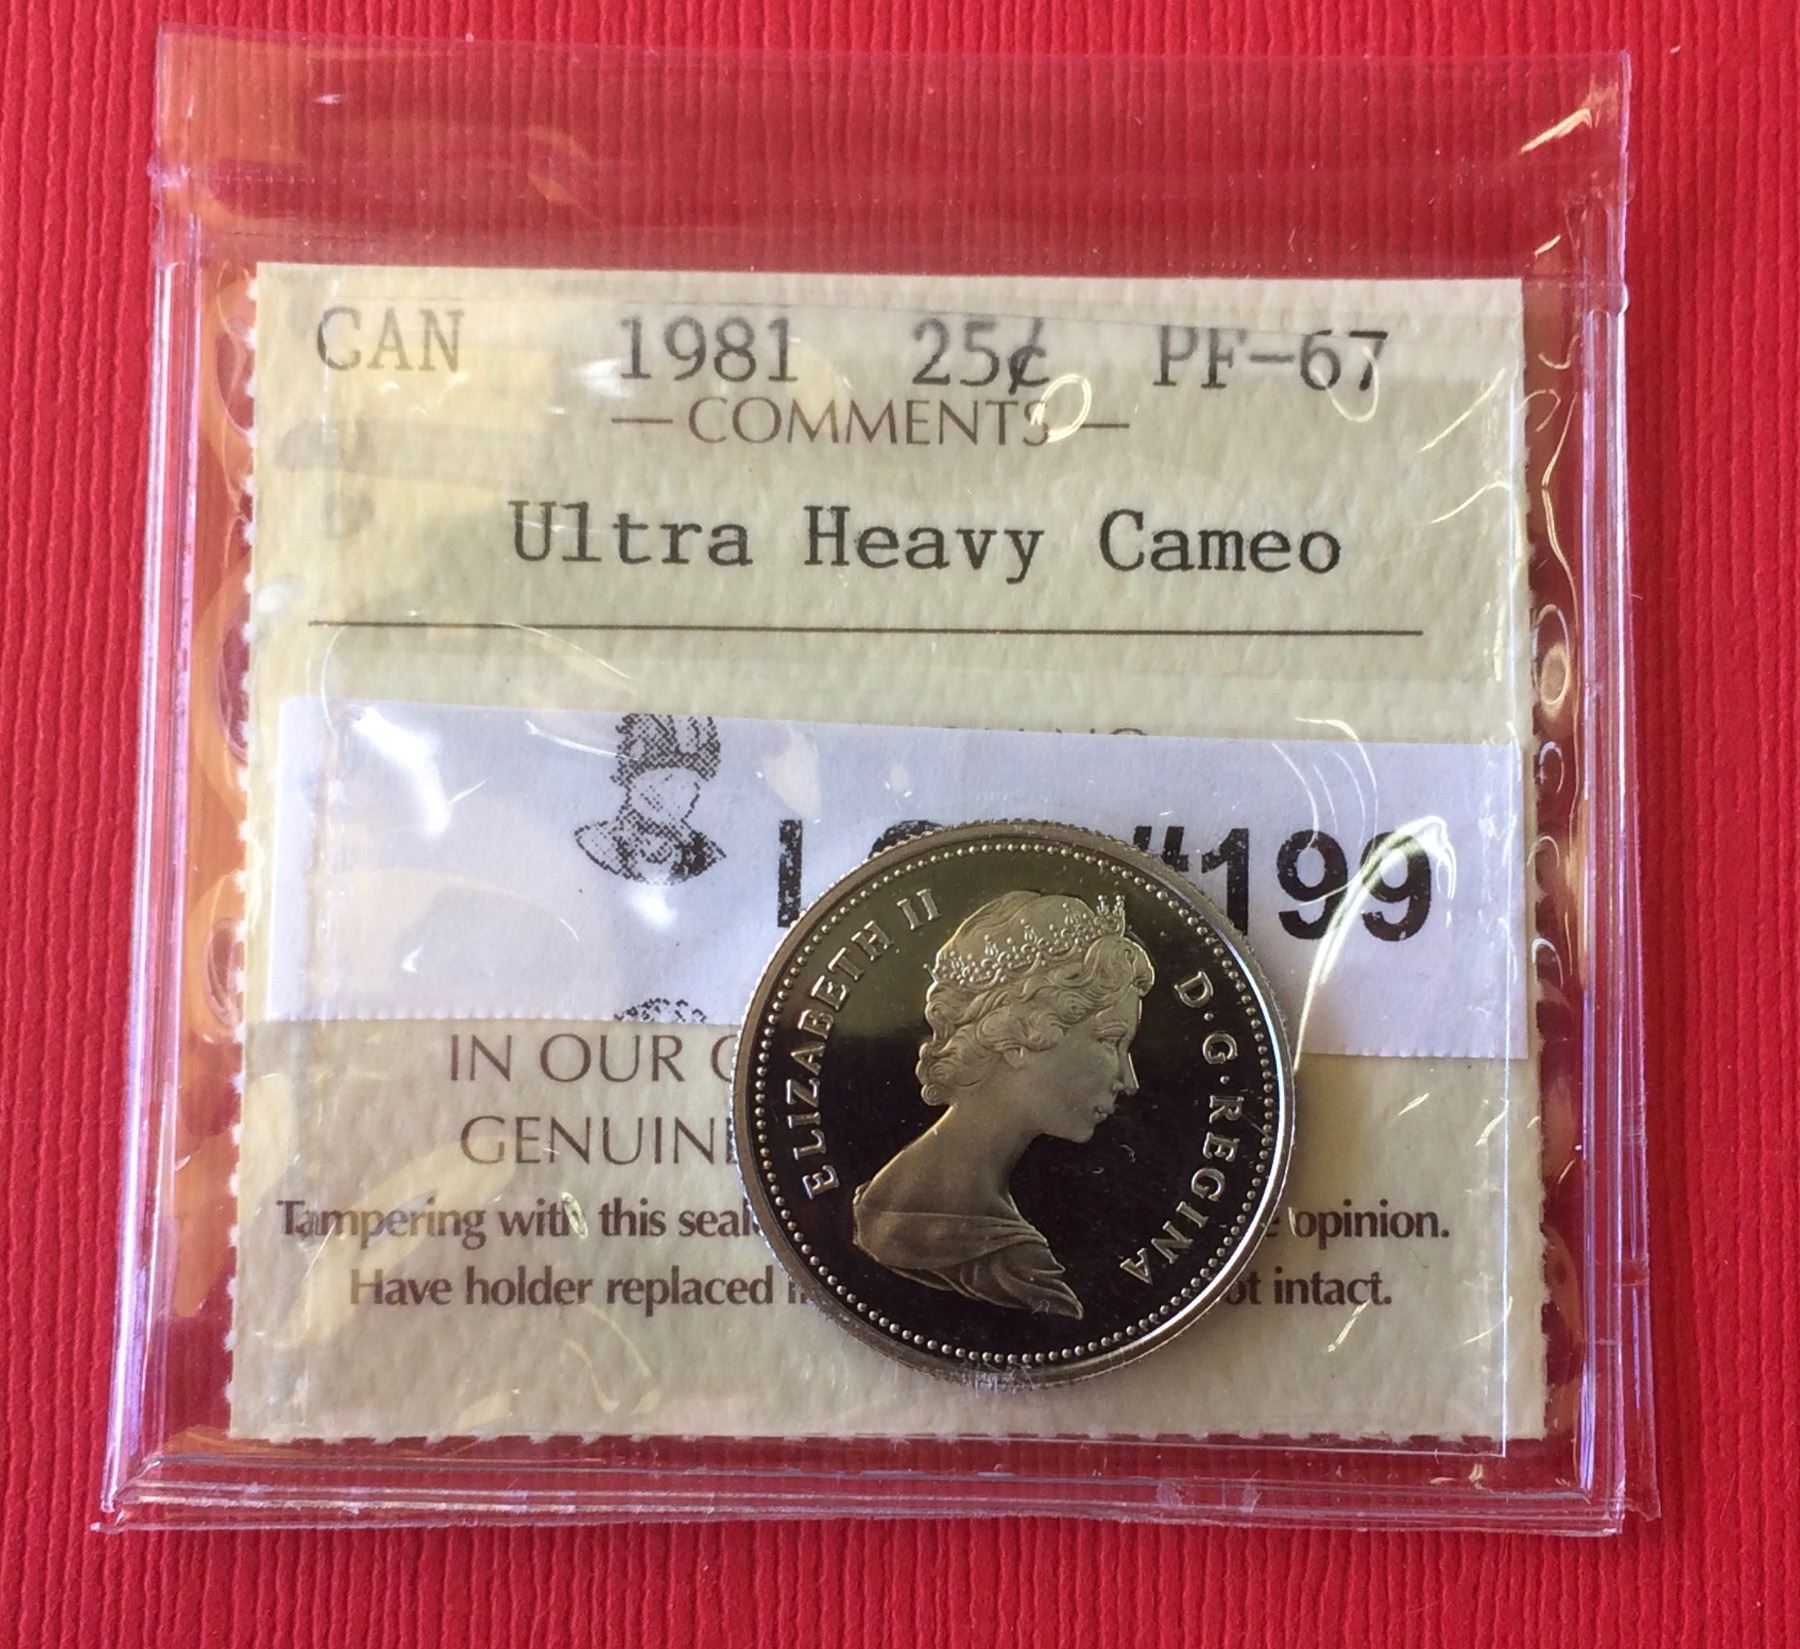 CAN 1981 25¢ PF-67
— COMMENTS —
Ultra Heavy Cameo
#199
ELIZABETH II D·G·REGINA
IN OUR
GENUINE
Tampering with this seal opinion.
Have holder replaced intact.